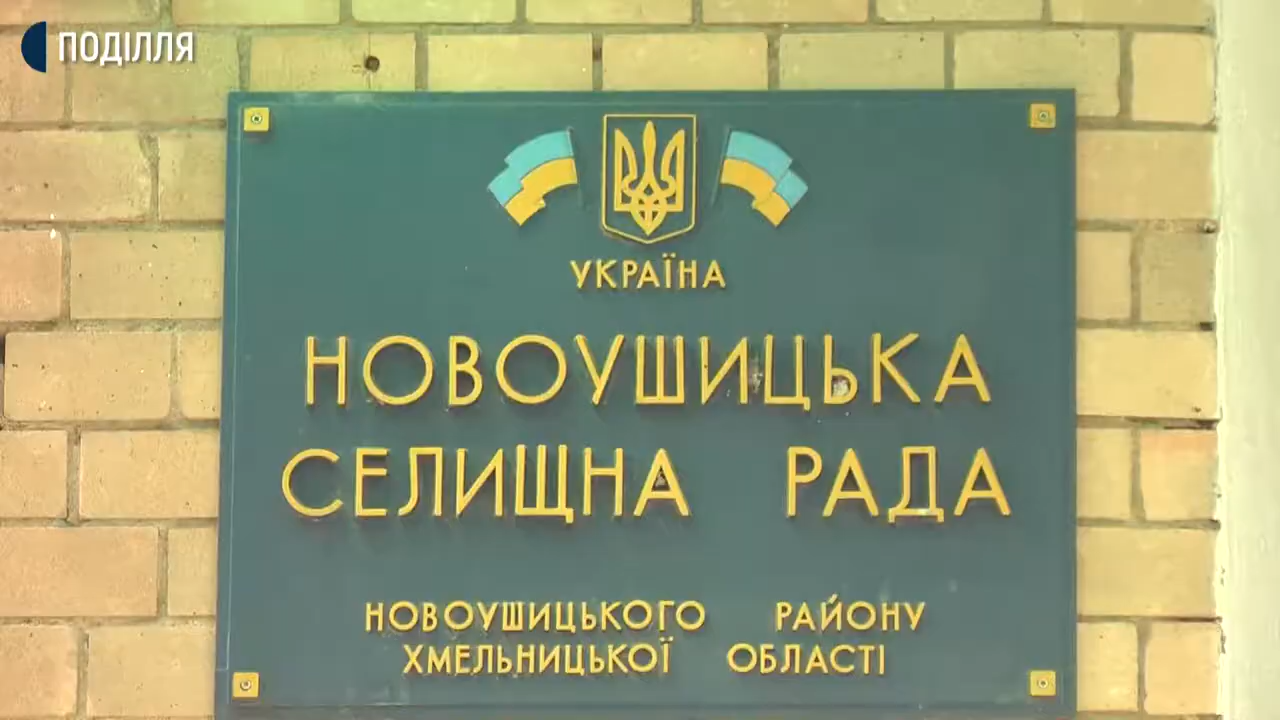 ПОДІЛЛЯ
УКРАЇНА
НОВОУШИЦЬКА
СЕЛИЩНА РАДА
НОВОУШИЦЬКОГО РАЙОНУ
ХМЕЛЬНИЦЬКОЇ ОБЛАСТІ